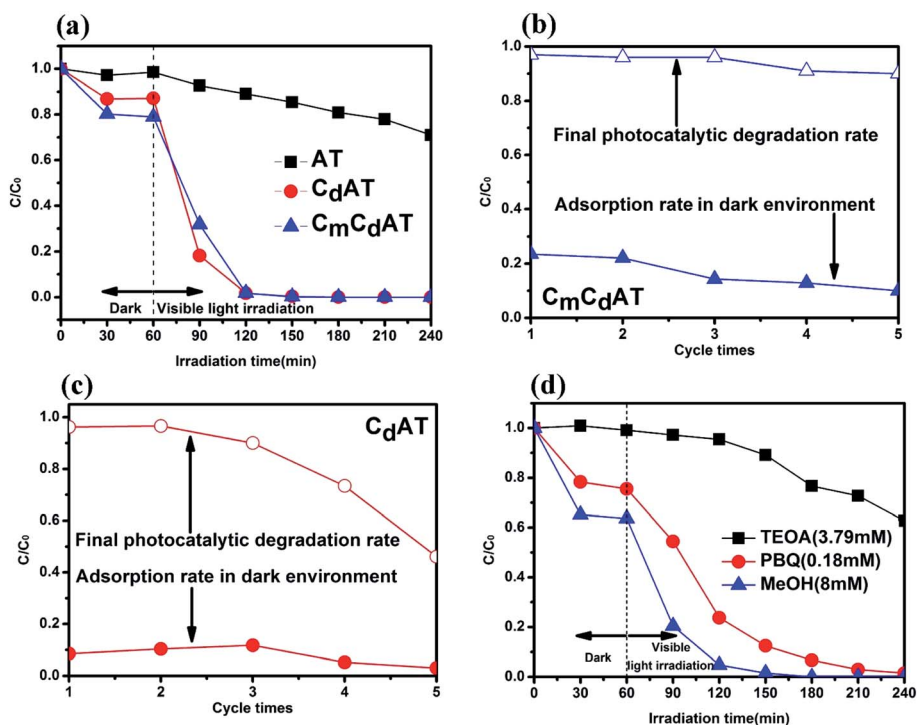 (a)
C/C₀
1.0
0.8
0.6
0.4
0.2
0.0
AT
CdAT
CmCdAT
Dark
Visible light irradiation
0 30 60 90 120 150 180 210 240
Irradiation time(min)
(b)
C/C₀
1.0
0.8
0.6
0.4
0.2
0.0
Final photocatalytic degradation rate
Adsorption rate in dark environment
CmCdAT
1 2 3 4 5
Cycle times
(c)
C/C₀
1.0
0.8
0.6
0.4
0.2
0.0
CdAT
Final photocatalytic degradation rate
Adsorption rate in dark environment
1 2 3 4 5
Cycle times
(d)
C/C₀
1.0
0.8
0.6
0.4
0.2
0.0
TEOA(3.79mM)
PBQ(0.18mM)
MeOH(8mM)
Dark
Visible
light irradiation
0 30 60 90 120 150 180 210 240
Irradiation time(min)